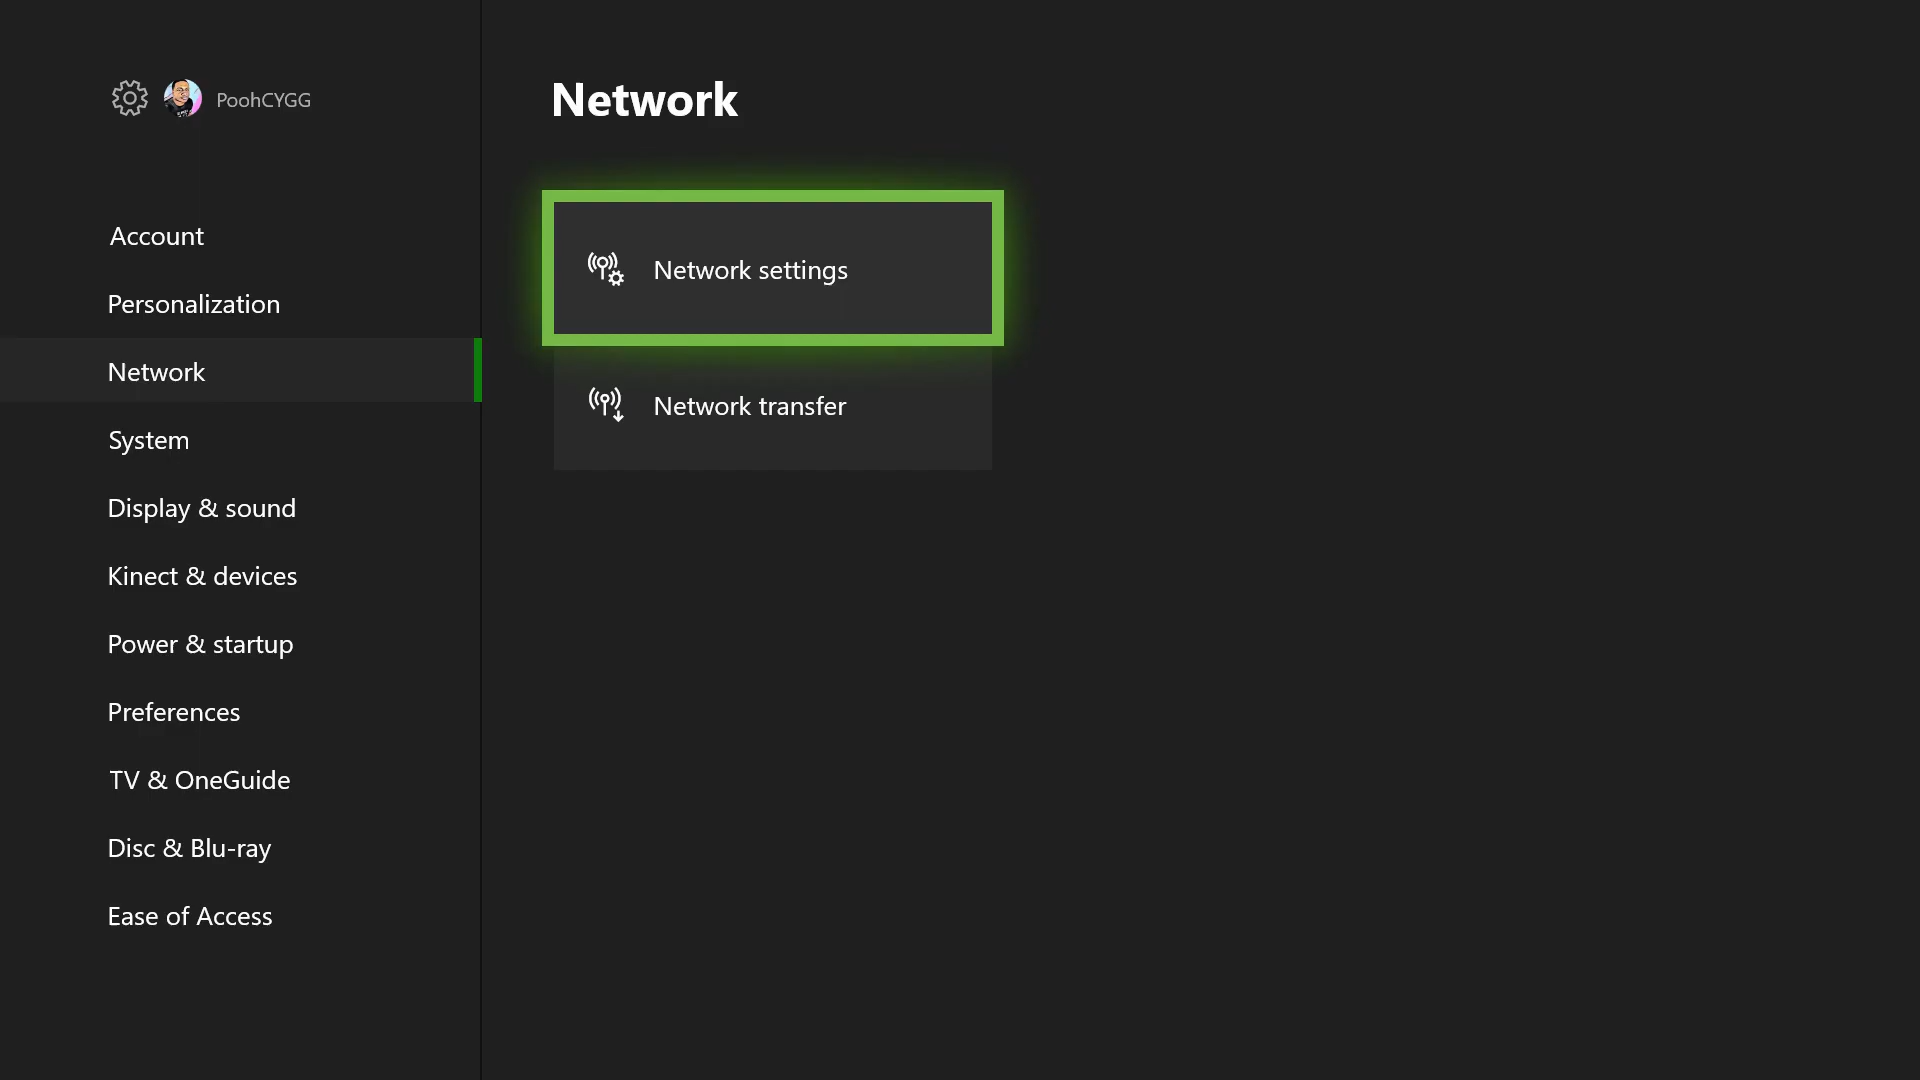 PoohCYGG
Account
Personalization
Network
System
Display & sound
Kinect & devices
Power & startup
Preferences
TV & OneGuide
Disc & Blu-ray
Ease of Access
Network
Network settings
Network transfer